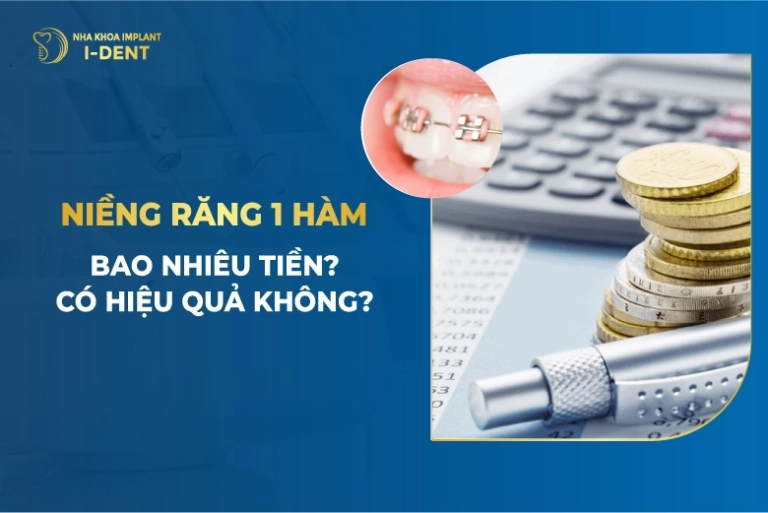 NHA KHOA IMPLANT
I-DENT
NIỀNG RĂNG 1 HÀM
BAO NHIÊU TIỀN?
CÓ HIỆU QUẢ KHÔNG?